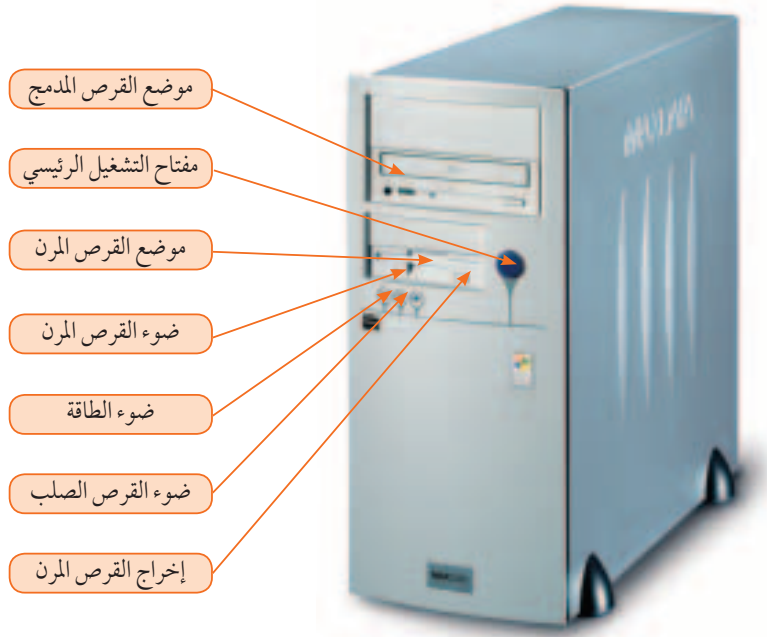 موضع القرص المدمج
مفتاح التشغيل الرئيسي
موضع القرص المرن
ضوء القرص المرن
ضوء الطاقة
ضوء القرص الصلب
إخراج القرص المرن